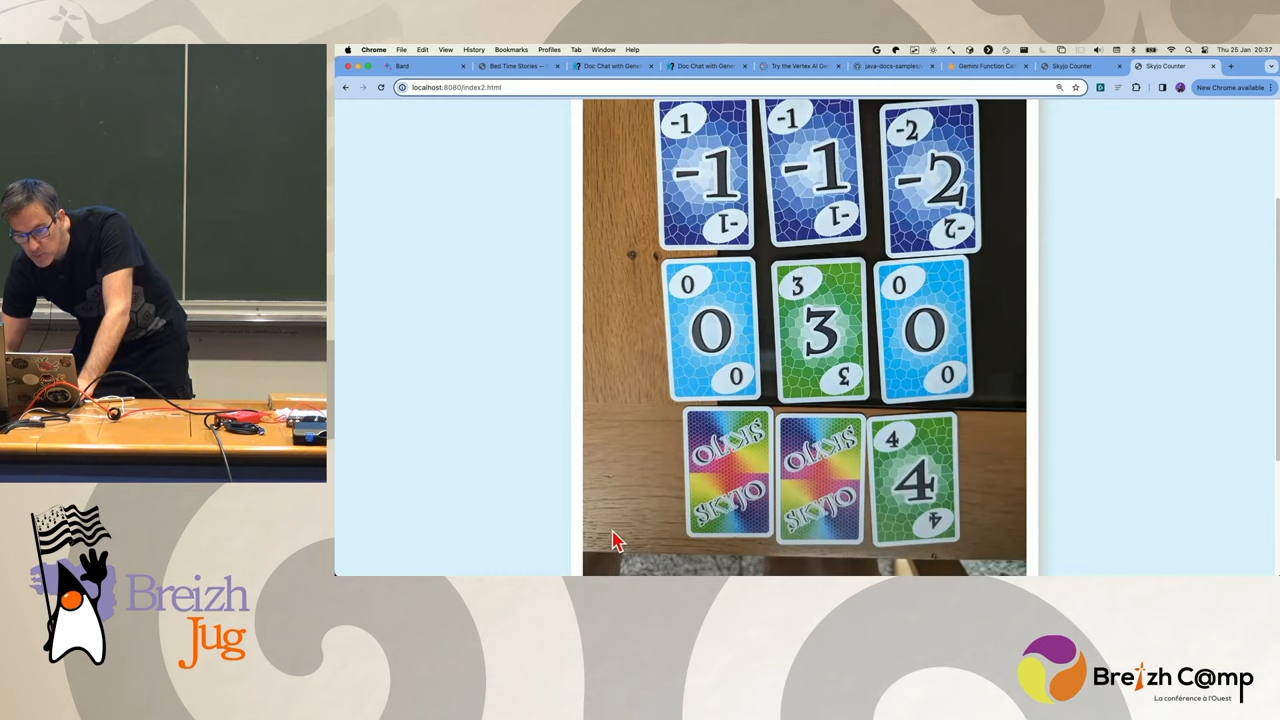 Chrome File Edit View History Bookmarks Profiles Tab Window Help
Thu 25 Jan 20:37
Bard
Bed Time Stories —
Doc Chat with Gene
Doc Chat with Gene
Try the Vertex AI Gen
java-docs-samples/
Gemini Function Ca
Skyjo Counter
Skyjo Counter
localhost:8080/index2.html
New Chrome available
-1 -1 -2
-1 -1 -2
-1 -1 -2
0 3 0
0 3 0
0 3 0
SKYJO SKYJO 4
4
SKYJO SKYJO 4
Breizh
Jug
Breizh C@mp
La conférence à l'Ouest